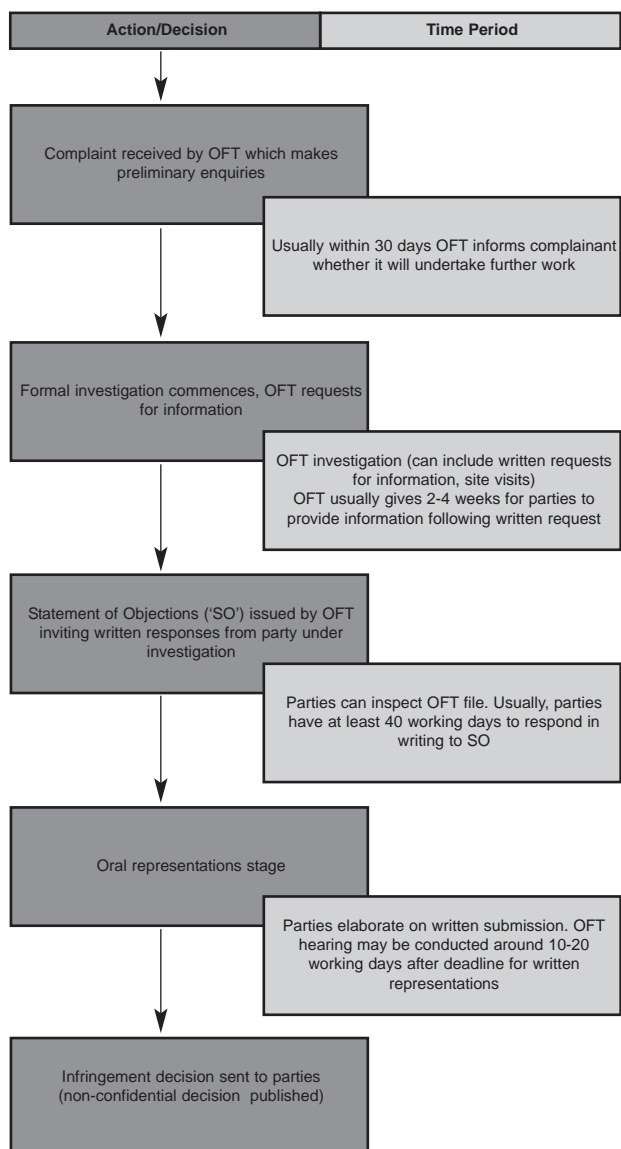 Action/Decision
Time Period
Complaint received by OFT which makes
preliminary enquiries
Usually within 30 days OFT informs complainant
whether it will undertake further work
Formal investigation commences, OFT requests
for information
OFT investigation (can include written requests
for information, site visits)
OFT usually gives 2-4 weeks for parties to
provide information following written request
Statement of Objections (‘SO’) issued by OFT
inviting written responses from party under
investigation
Parties can inspect OFT file. Usually, parties
have at least 40 working days to respond in
writing to SO
Oral representations stage
Parties elaborate on written submission. OFT
hearing may be conducted around 10-20
working days after deadline for written
representations
Infringement decision sent to parties
(non-confidential decision published)